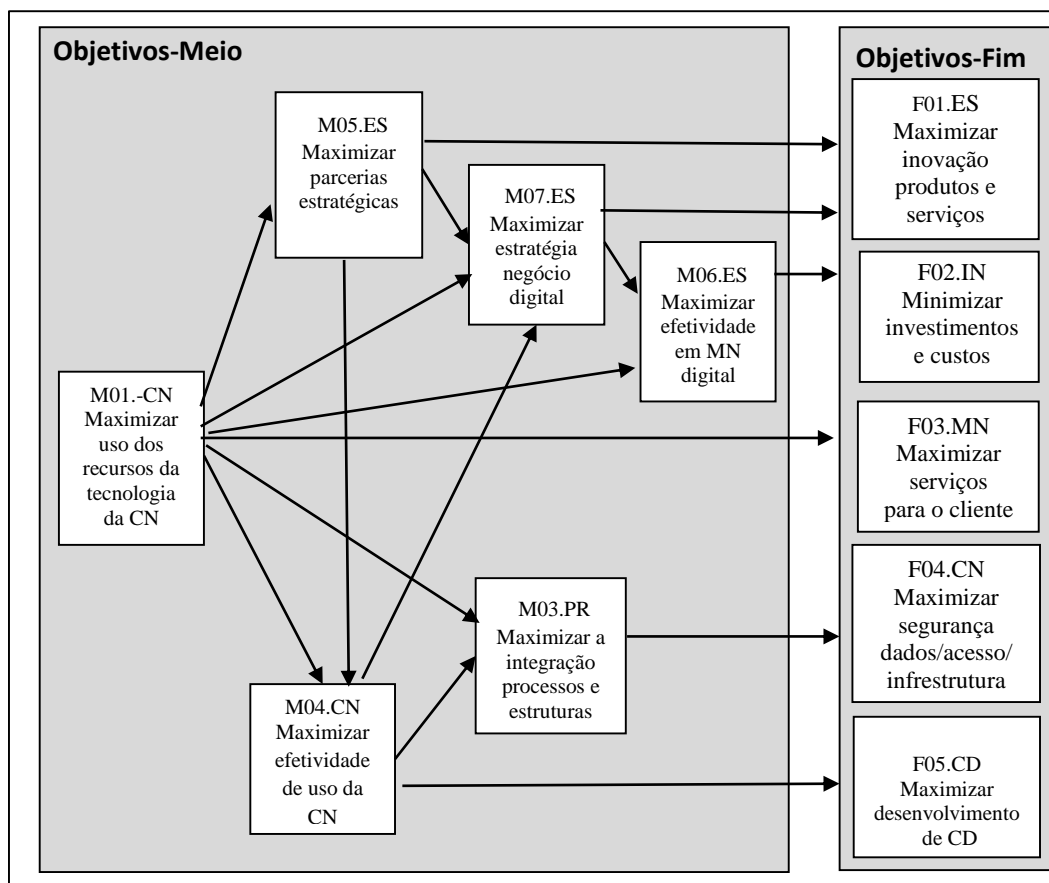 Objetivos-Meio
M05.ES
Maximizar
parcerias
estratégicas
M07.ES
Maximizar
estratégia
negócio
digital
M06.ES
Maximizar
efetividade
em MN
digital
M01.-CN
Maximizar
uso dos
recursos da
tecnologia
da CN
M03.PR
Maximizar a
integração
processos e
estruturas
M04.CN
Maximizar
efetividade
de uso da
CN
Objetivos-Fim
F01.ES
Maximizar
inovação
produtos e
serviços
F02.IN
Minimizar
investimentos
e custos
F03.MN
Maximizar
serviços
para o cliente
F04.CN
Maximizar
segurança
dados/acesso/
infrestrutura
F05.CD
Maximizar
desenvolvimento
de CD